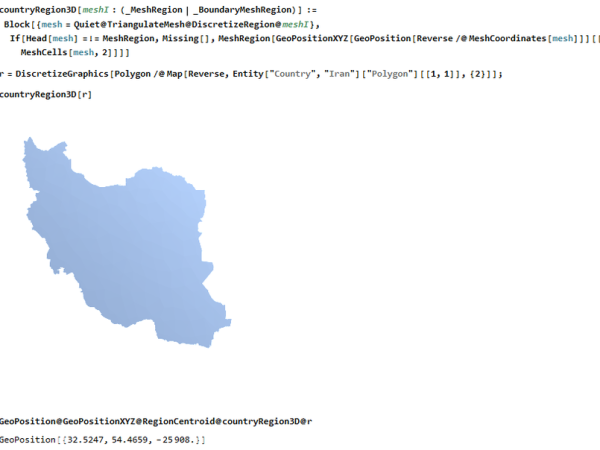 countryRegion3D[meshI : (_MeshRegion | _BoundaryMeshRegion)] :=
Block[{mesh = Quiet@TriangulateMesh@DiscretizeRegion@meshI},
If[Head[mesh] =!= MeshRegion, Missing[], MeshRegion[GeoPositionXYZ[GeoPosition[Reverse /@ MeshCoordinates[mesh]]][[
MeshCells[mesh, 2]]]]
r = DiscretizeGraphics[Polygon /@ Map[Reverse, Entity["Country", "Iran"]["Polygon"][[1, 1]], {2}]];
countryRegion3D[r]
GeoPosition@GeoPositionXYZ@RegionCentroid@countryRegion3D@r
GeoPosition[{32.5247, 54.4659, -25908.}]